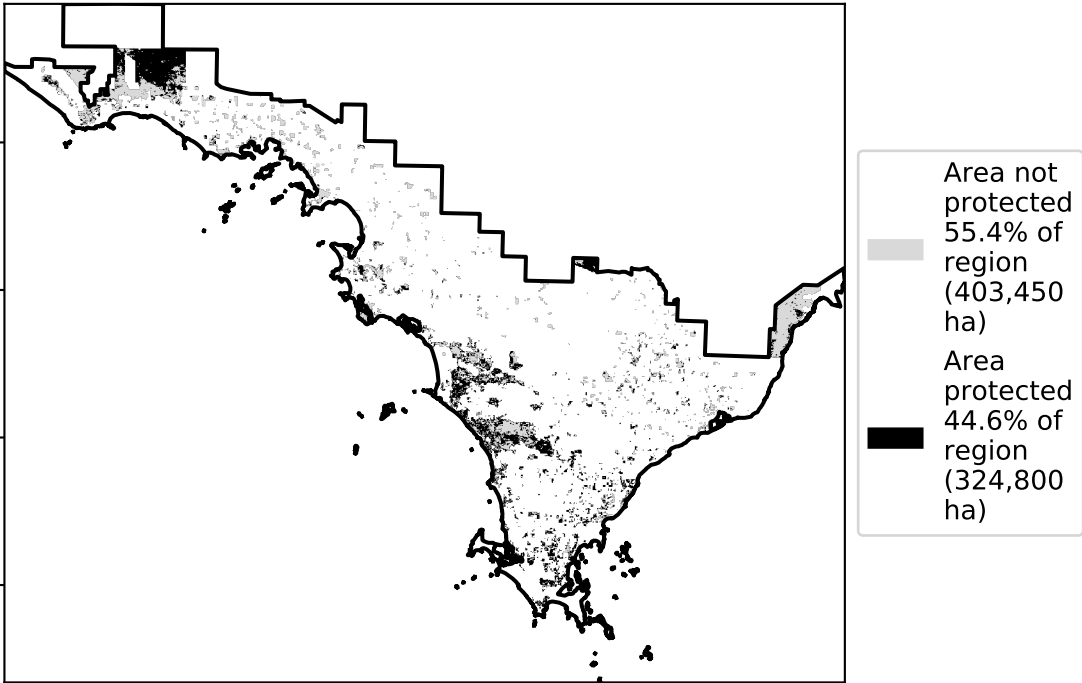 Area not
protected
55.4% of
region
(403,450
ha)
Area
protected
44.6% of
region
(324,800
ha)